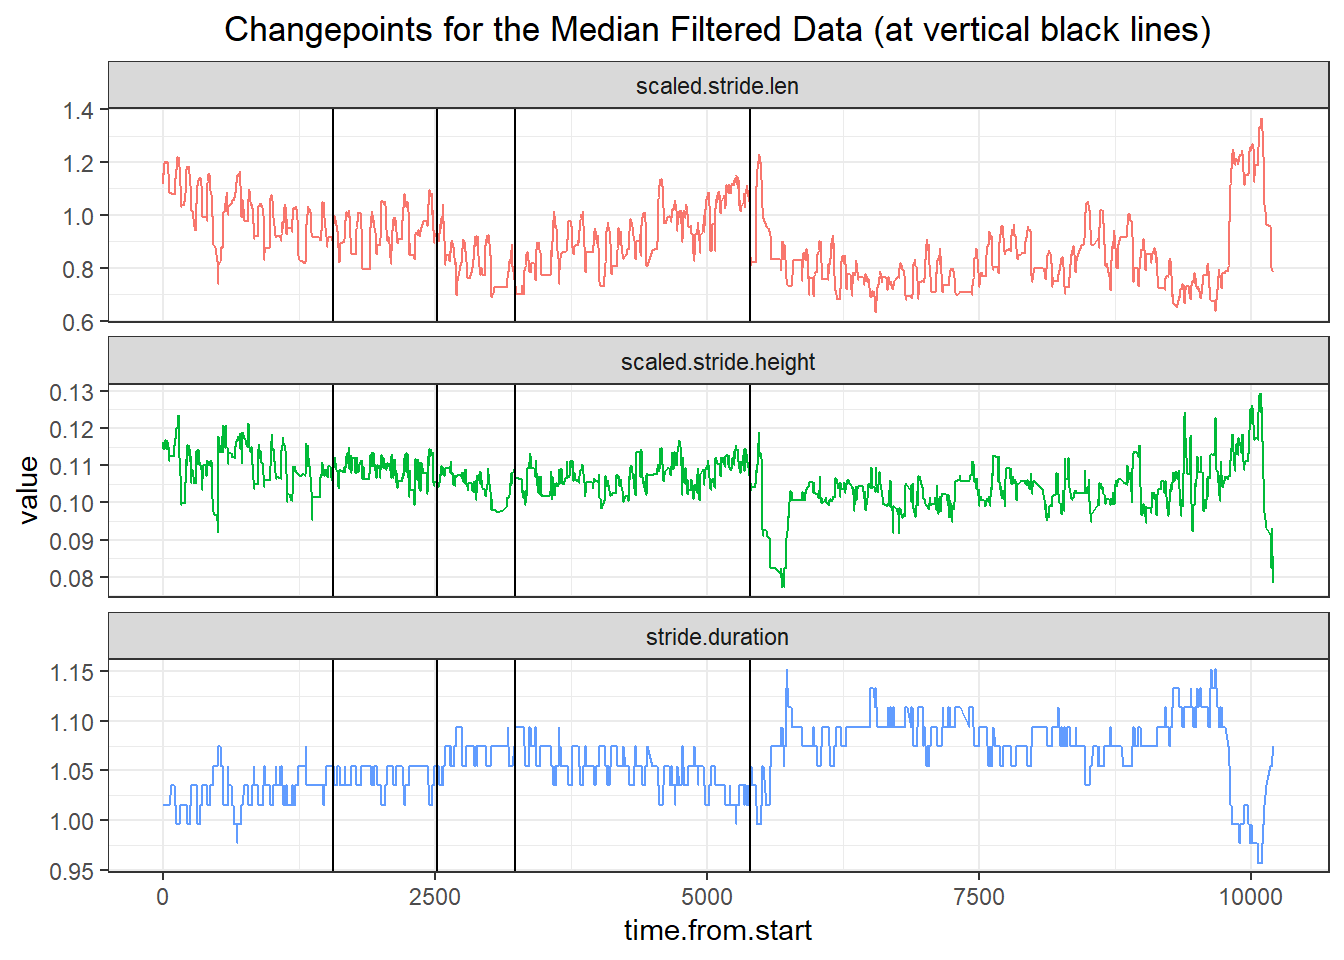 Changepoints for the Median Filtered Data (at vertical black lines)
scaled.stride.len
1.4
1.2
1.0
0.8
0.6
scaled.stride.height
0.13
0.12
0.11
0.10
0.09
0.08
value
stride.duration
1.15
1.10
1.05
1.00
0.95
0 2500 5000 7500 10000
time.from.start